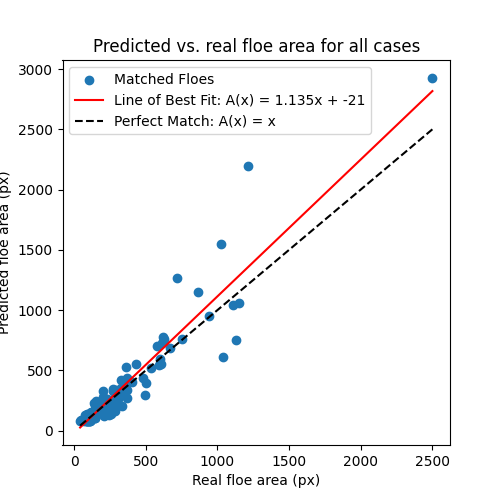 Predicted vs. real floe area for all cases
Matched Floes
Line of Best Fit: A(x) = 1.135x + -21
Perfect Match: A(x) = x
Predicted floe area (px)
3000
2500
2000
1500
1000
500
0
0 500 1000 1500 2000 2500
Real floe area (px)